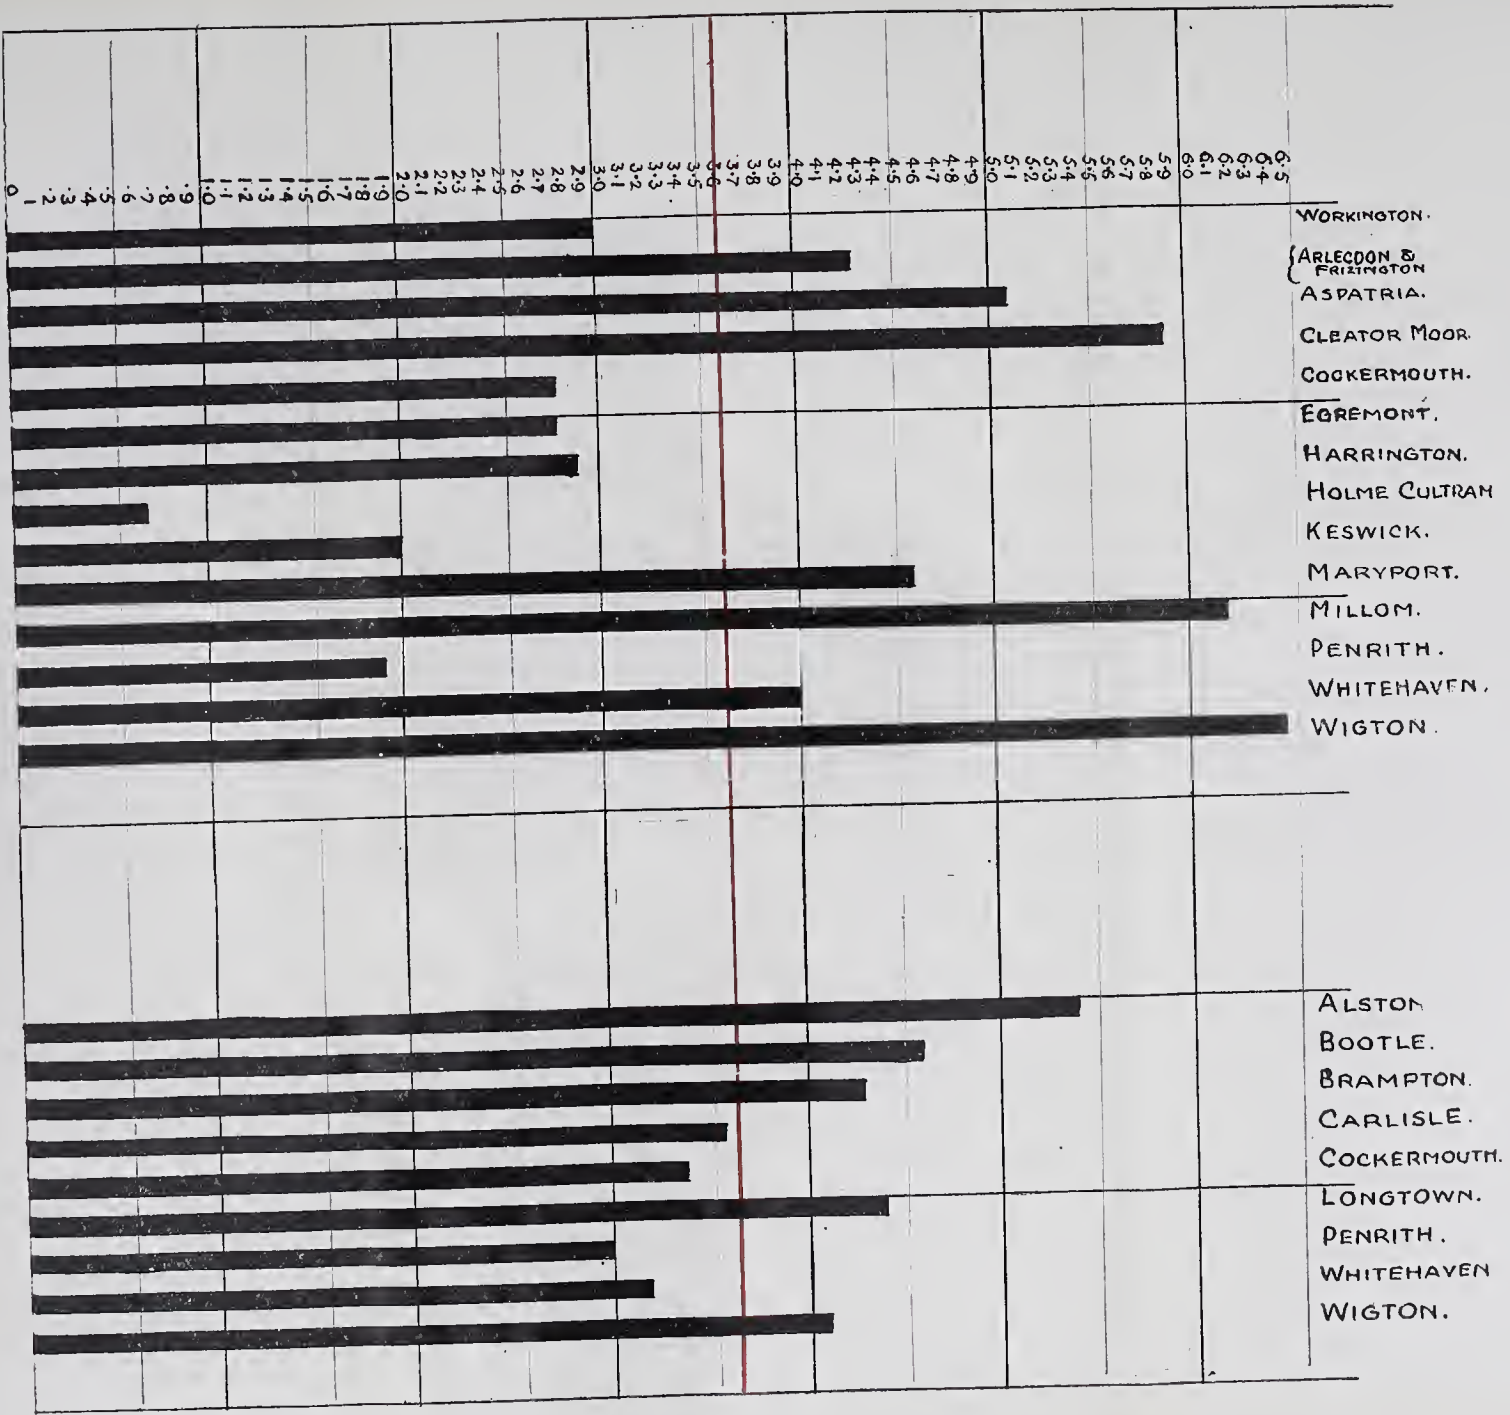 0 .1 .2 .3 .4 .5 .6 .7 .8 .9 1.0 1.1 1.2 1.3 1.4 1.5 1.6 1.7 1.8 1.9 2.0 2.1 2.2 2.3 2.4 2.5 2.6 2.7 2.8 2.9 3.0 3.1 3.2 3.3 3.4 3.5 3.6 3.7 3.8 3.9 4.0 4.1 4.2 4.3 4.4 4.5 4.6 4.7 4.8 4.9 5.0 5.1 5.2 5.3 5.4 5.5 5.6 5.7 5.8 5.9 6.0 6.1 6.2 6.3 6.4 6.5
WORKINGTON.
ARLECDON &
FRIZINGTON
ASPATRIA.
CLEATOR MOOR.
COCKERMOUTH.
EGREMONT.
HARRINGTON.
HOLME CULTRAM
KESWICK.
MARYPORT.
MILLOM.
PENRITH.
WHITEHAVEN.
WIGTON.
ALSTON
BOOTLE.
BRAMPTON.
CARLISLE.
COCKERMOUTH.
LONGTOWN.
PENRITH.
WHITEHAVEN
WIGTON.